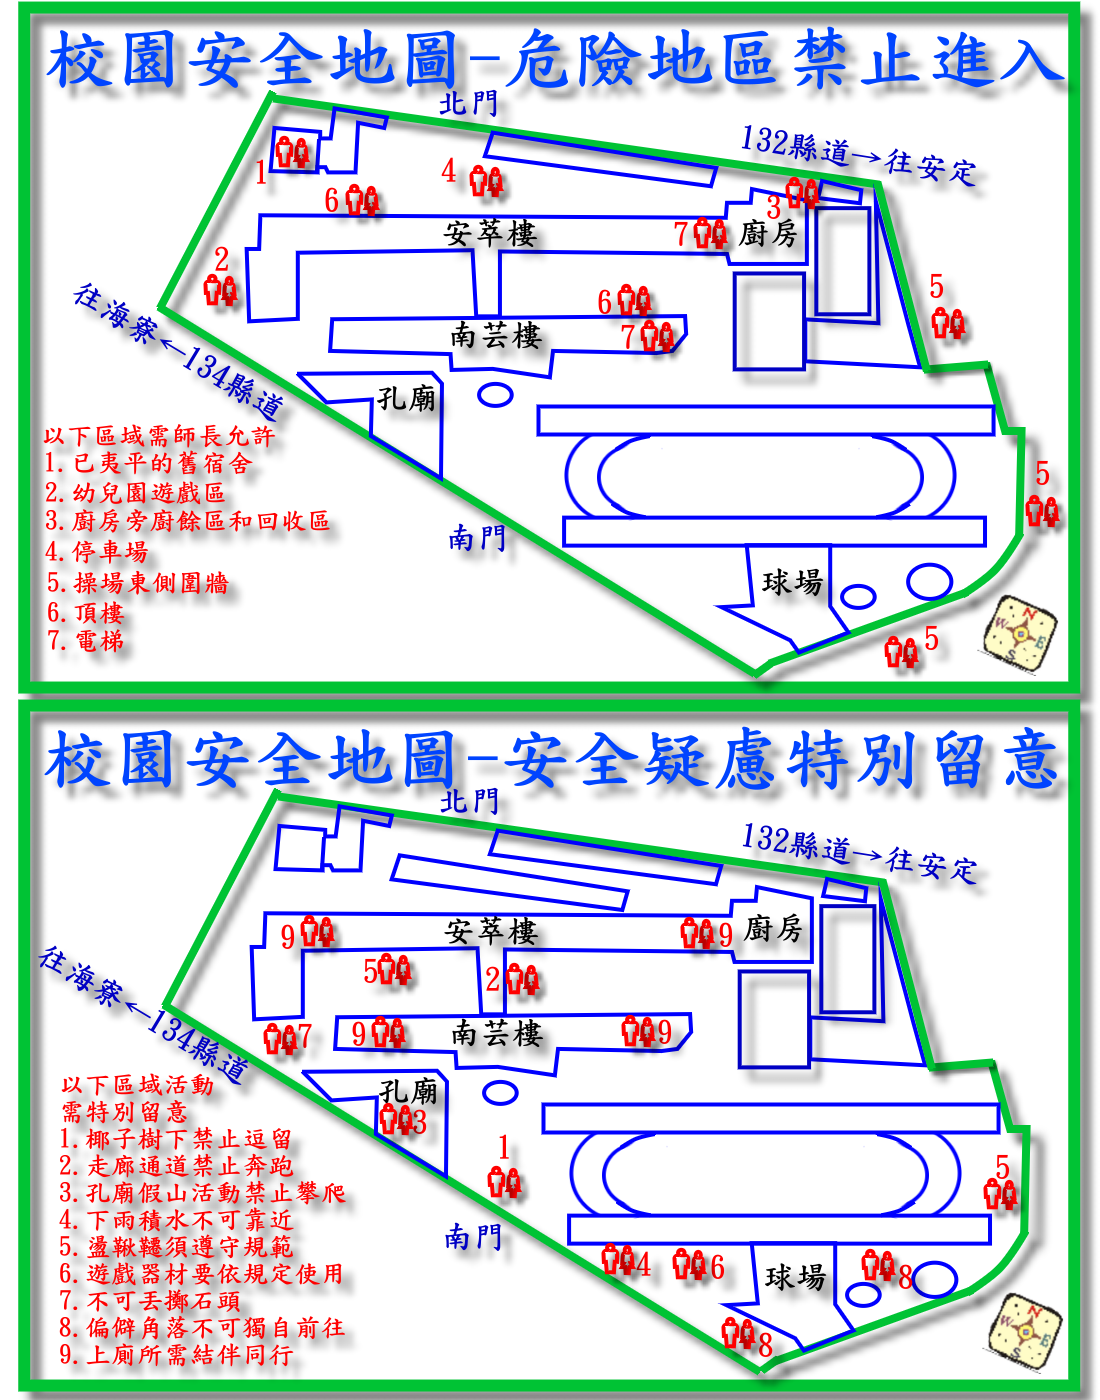 校園安全地圖-危險地區禁止進入
北門
132縣道→往安定
1
4
6
3
安萃樓
7
廚房
2
5
6
往海寮←134縣道
南芸樓
7
孔廟
以下區域需師長允許
1.已夷平的舊宿舍
2.幼兒園遊戲區
3.廚房旁廚餘區和回收區
4.停車場
5.操場東側圍牆
6.頂樓
7.電梯
5
南門
球場
5
N
W
E
S
校園安全地圖-安全疑慮特別留意
北門
132縣道→往安定
9
安萃樓
9
廚房
5
2
往海寮←134縣道
7
9
南芸樓
9
孔廟
3
1
5
南門
4
6
球場
8
8
以下區域活動
需特別留意
1.椰子樹下禁止逗留
2.走廊通道禁止奔跑
3.孔廟假山活動禁止攀爬
4.下雨積水不可靠近
5.盪鞦韆須遵守規範
6.遊戲器材要依規定使用
7.不可丟擲石頭
8.偏僻角落不可獨自前往
9.上廁所需結伴同行
N
W
E
S